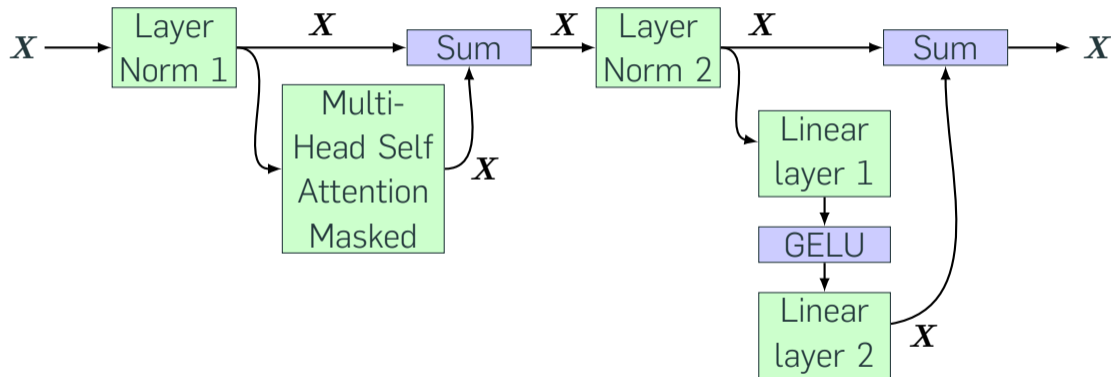 X
Layer
Norm 1
X
Sum
X
Layer
Norm 2
X
Sum
X
Multi-
Head Self
Attention
Masked
X
Linear
layer 1
GELU
Linear
layer 2
X